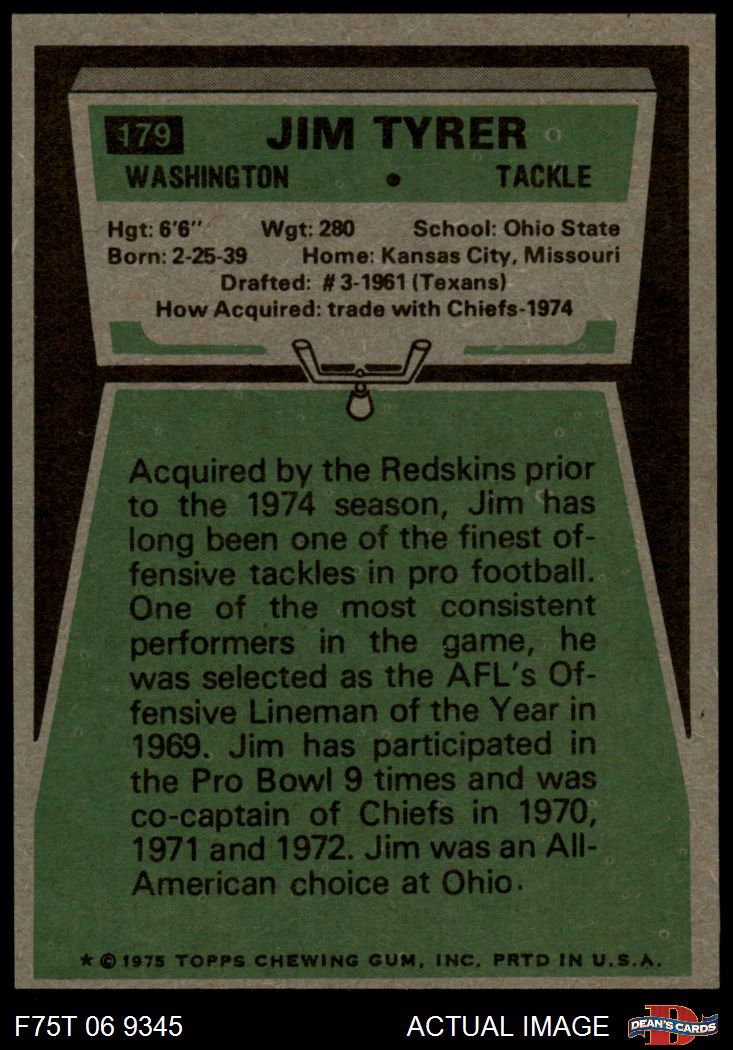 179 JIM TYRER
WASHINGTON • TACKLE
Hgt: 6'6" Wgt: 280 School: Ohio State
Born: 2-25-39 Home: Kansas City, Missouri
Drafted: #3-1961 (Texans)
How Acquired: trade with Chiefs-1974
Acquired by the Redskins prior
to the 1974 season, Jim has
long been one of the finest of-
fensive tackles in pro football.
One of the most consistent
performers in the game, he
was selected as the AFL's Of-
fensive Lineman of the Year in
1969. Jim has participated in
the Pro Bowl 9 times and was
co-captain of Chiefs in 1970,
1971 and 1972. Jim was an All-
American choice at Ohio.
* © 1975 TOPPS CHEWING GUM, INC. PRTD IN U.S.A.
F75T 06 9345 ACTUAL IMAGE DEAN'S CARDS